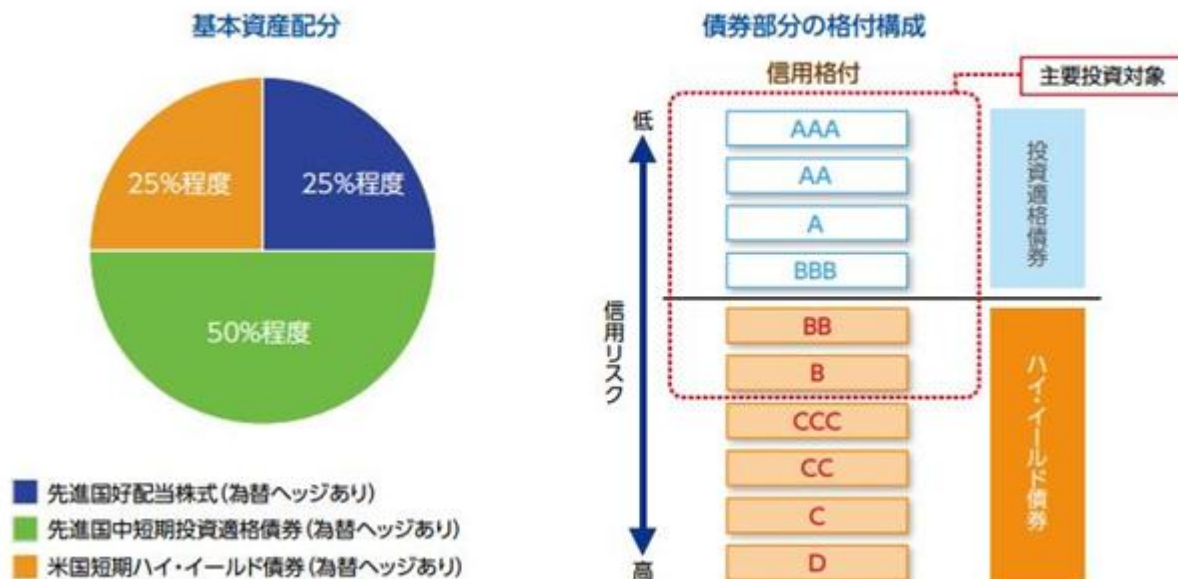 基本資産配分
25%程度
25%程度
50%程度
先進国好配当株式(為替ヘッジあり)
先進国中短期投資適格債券(為替ヘッジあり)
米国短期ハイ・イールド債券(為替ヘッジあり)
債券部分の格付構成
信用格付
主要投資対象
低
信用リスク
高
AAA
AA
A
BBB
BB
B
CCC
CC
C
D
投資適格債券
ハイ・イールド債券